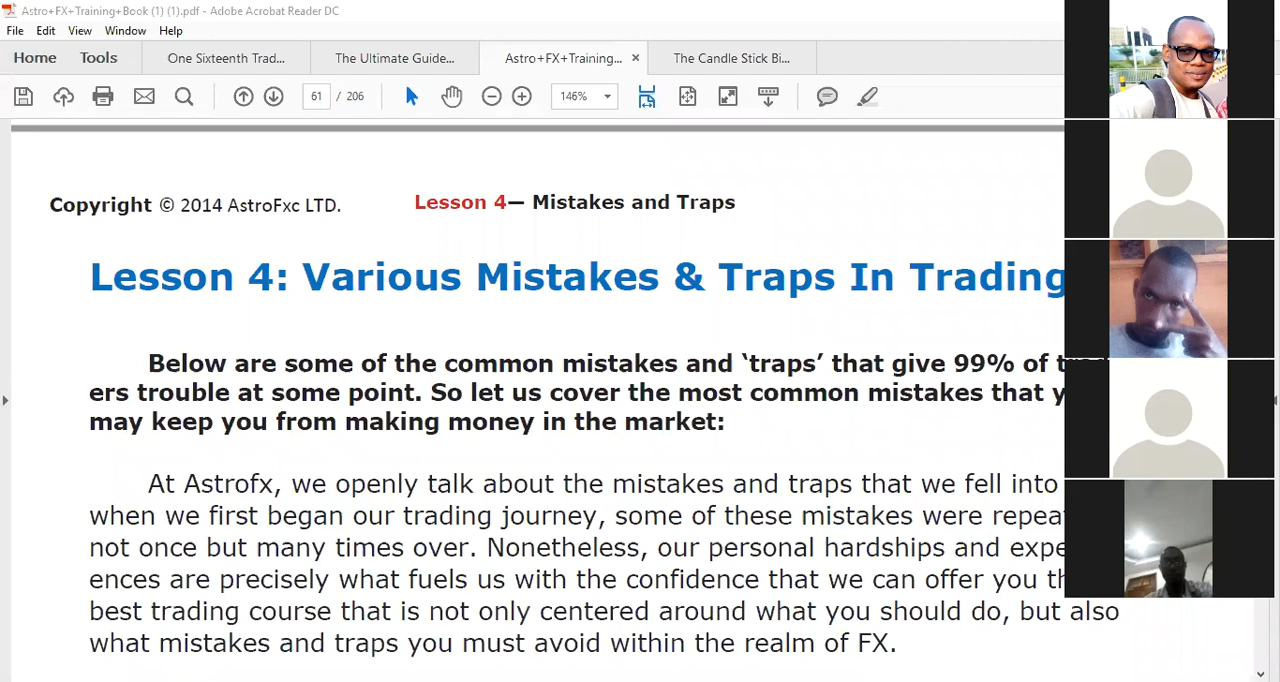 Astro+FX+Training+Book (1) (1).pdf - Adobe Acrobat Reader DC
File Edit View Window Help
Home Tools One Sixteenth Trad... The Ultimate Guide... Astro+FX+Training... × The Candle Stick Bi...
61 / 206 146%
Copyright © 2014 AstroFxc LTD. Lesson 4— Mistakes and Traps
Lesson 4: Various Mistakes & Traps In Trading
Below are some of the common mistakes and ‘traps’ that give 99% of
ers trouble at some point. So let us cover the most common mistakes that
may keep you from making money in the market:
At Astrofx, we openly talk about the mistakes and traps that we fell into
when we first began our trading journey, some of these mistakes were
not once but many times over. Nonetheless, our personal hardships and
ences are precisely what fuels us with the confidence that we can offer you
best trading course that is not only centered around what you should do, but also
what mistakes and traps you must avoid within the realm of FX.